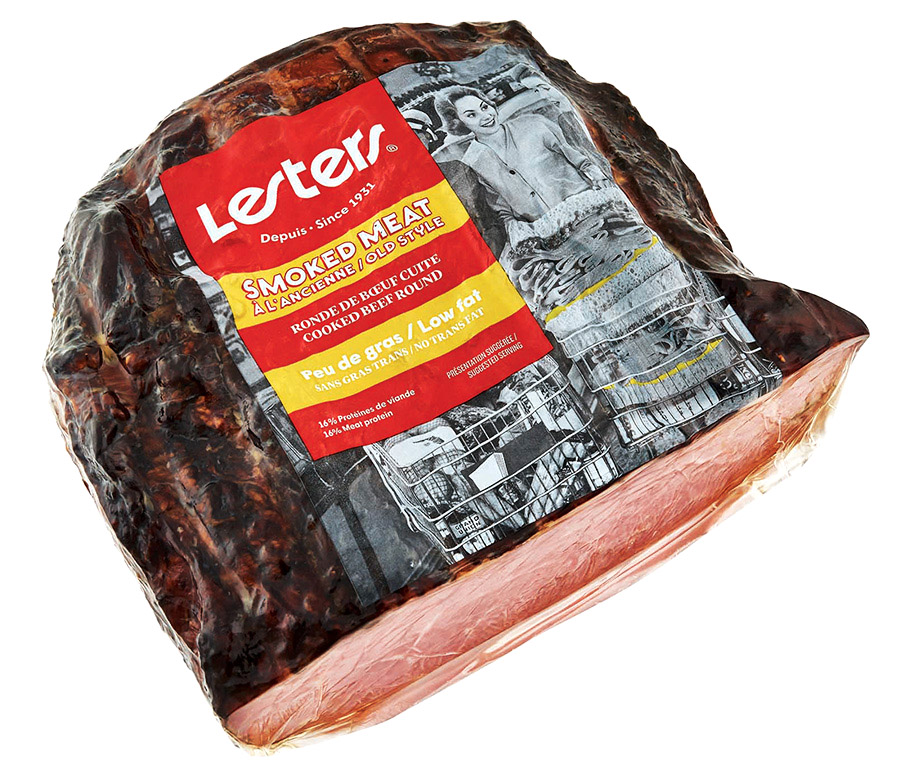 Lesters®
Depuis • Since 1931
SMOKED MEAT
À L'ANCIENNE / OLD STYLE
RONDE DE BŒUF CUITE
COOKED BEEF ROUND
Peu de gras / Low fat
SANS GRAS TRANS / NO TRANS FAT
PRÉSENTATION SUGGÉRÉE /
SUGGESTED SERVING
16% Protéines de viande
16% Meat protein